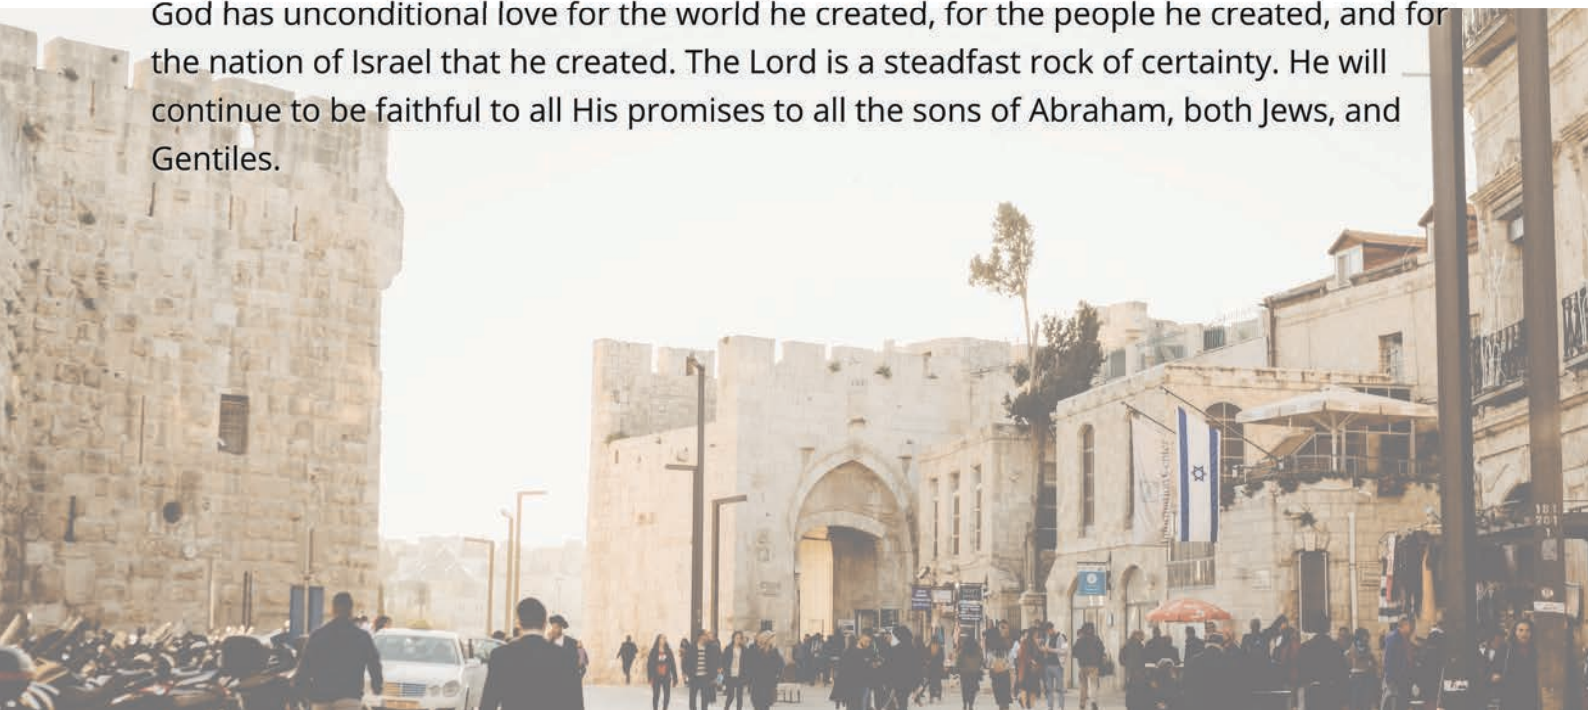 God has unconditional love for the world he created, for the people he created, and for
the nation of Israel that he created. The Lord is a steadfast rock of certainty. He will
continue to be faithful to all His promises to all the sons of Abraham, both Jews, and
Gentiles.